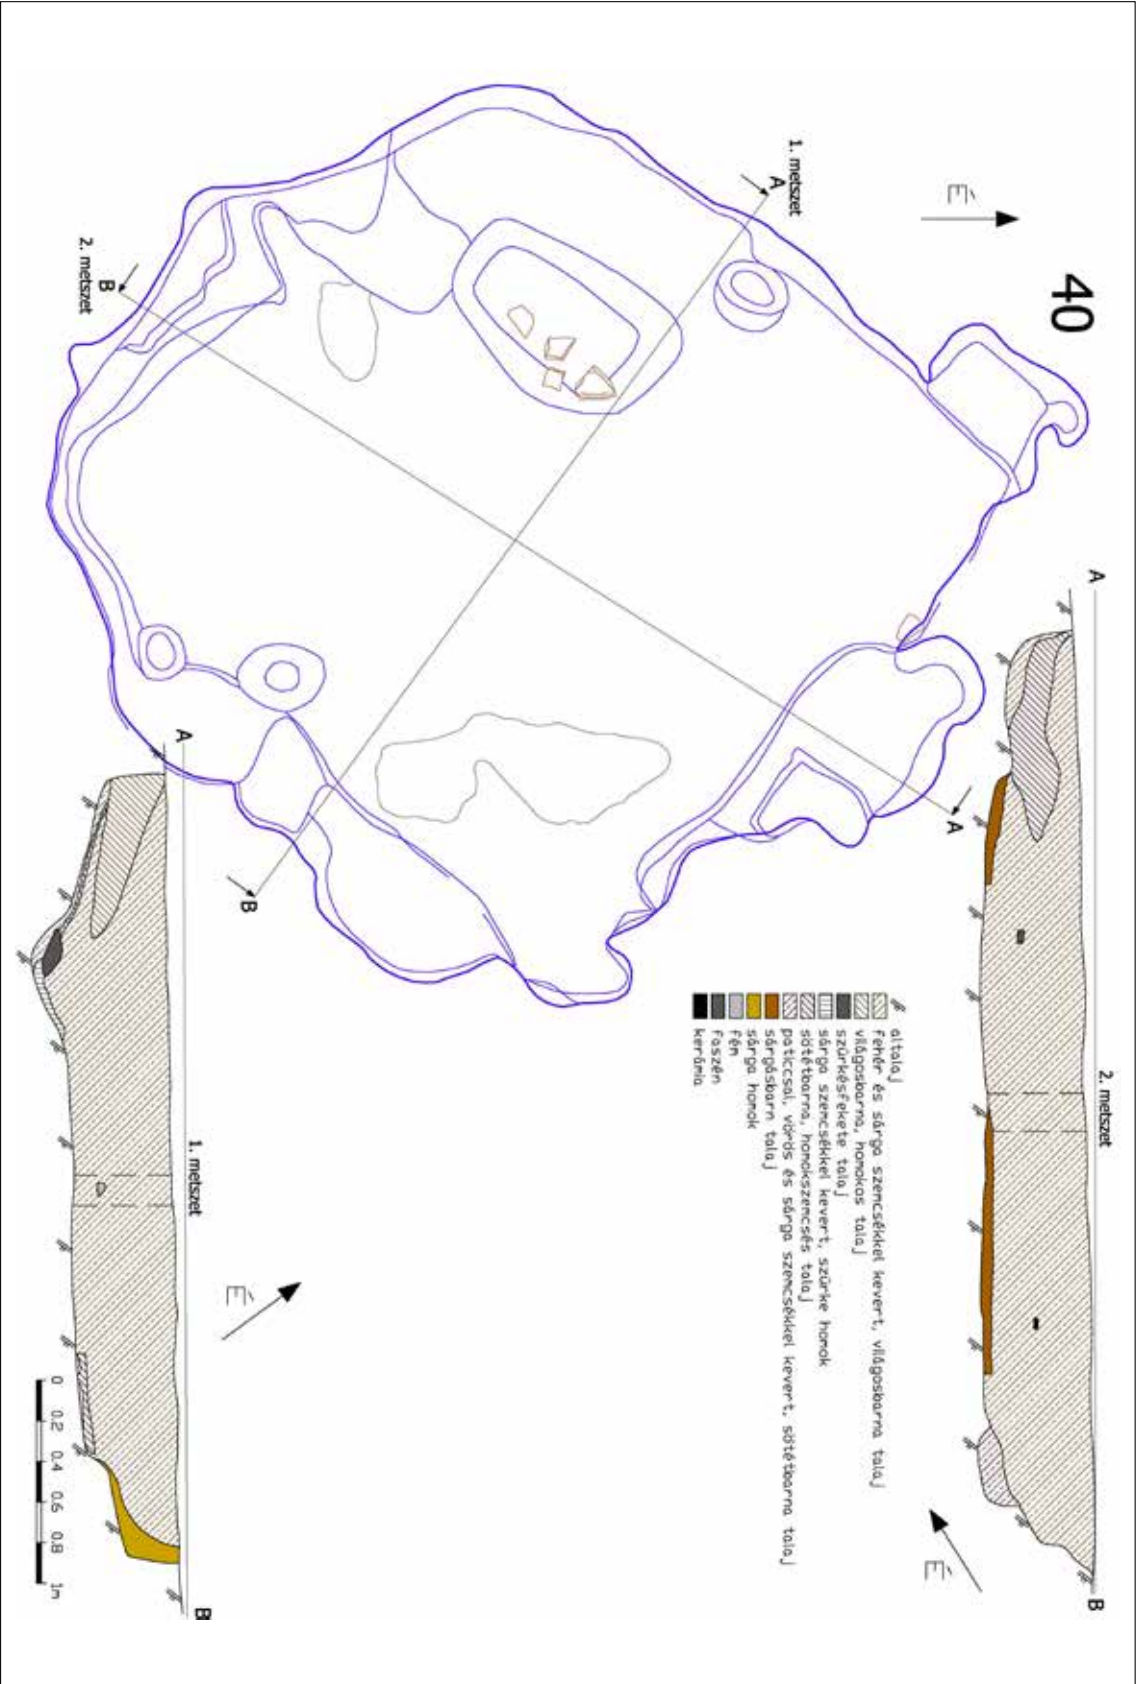 40
É
1. metszet
A
B
2. metszet
A
B
A
2. metszet
B
É
altalaj
fehér és sárga szemcsékkel kevert, világosbarna talaj
világosbarna, homokos talaj
szürkésfekete talaj
sárga szemcsékkel kevert, szürke homok
sötétbarna, homokszemcsés talaj
paticcsal, vörös és sárga szemcsékkel kevert, sötétbarna talaj
sárgásbarn talaj
sárga homok
fém
faszén
kerámia
A
1. metszet
B
É
0 0.2 0.4 0.6 0.8 1m